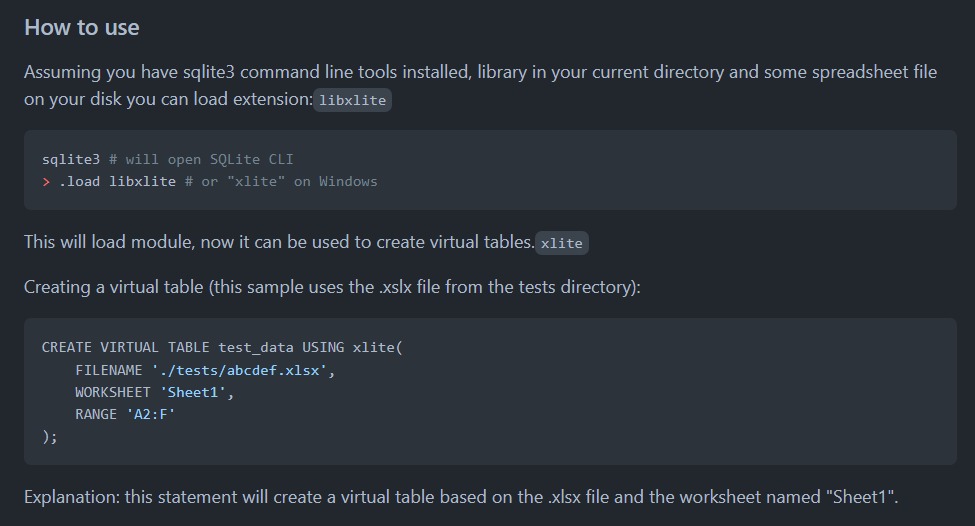 How to use
Assuming you have sqlite3 command line tools installed, library in your current directory and some spreadsheet file
on your disk you can load extension: libxlite
sqlite3 # will open SQLite CLI
> .load libxlite # or "xlite" on Windows
This will load module, now it can be used to create virtual tables. xlite
Creating a virtual table (this sample uses the .xslx file from the tests directory):
CREATE VIRTUAL TABLE test_data USING xlite(
    FILENAME './tests/abcdef.xlsx',
    WORKSHEET 'Sheet1',
    RANGE 'A2:F'
);
Explanation: this statement will create a virtual table based on the .xlsx file and the worksheet named "Sheet1".